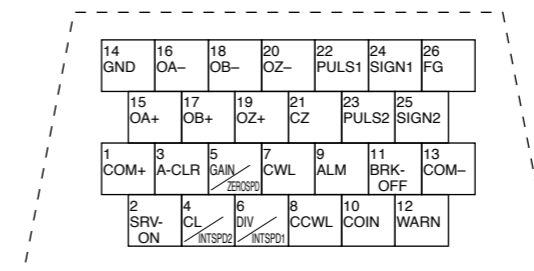 14 16 18 20 22 24 26
GND OA– OB– OZ– PULS1 SIGN1 FG
15 17 19 21 23 25
OA+ OB+ OZ+ CZ PULS2 SIGN2
1 3 5 7 9 11 13
COM+ A-CLR GAIN CWL ALM BRK- COM–
ZEROSPD OFF
2 4 6 8 10 12
SRV- CL DIV CCWL COIN WARN
ON INTSPD2 INTSPD1